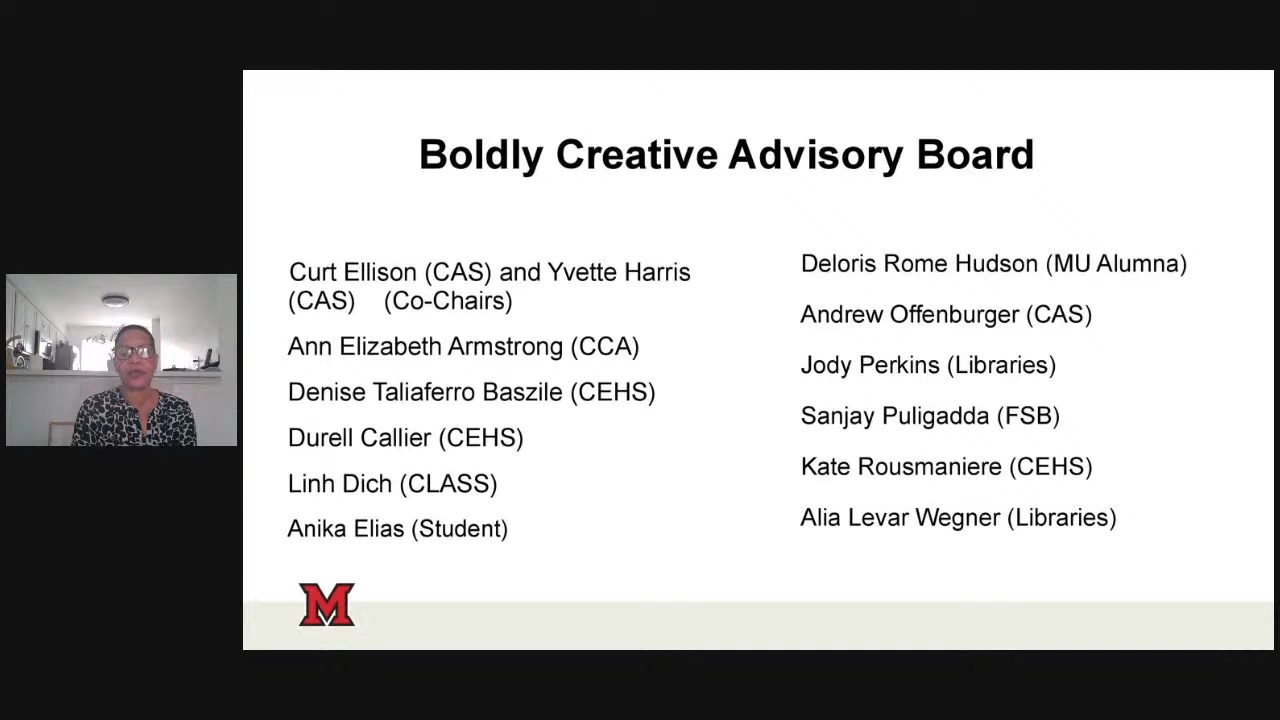 Boldly Creative Advisory Board
Curt Ellison (CAS) and Yvette Harris
(CAS) (Co-Chairs)
Ann Elizabeth Armstrong (CCA)
Denise Taliaferro Baszile (CEHS)
Durell Callier (CEHS)
Linh Dich (CLASS)
Anika Elias (Student)
Deloris Rome Hudson (MU Alumna)
Andrew Offenburger (CAS)
Jody Perkins (Libraries)
Sanjay Puligadda (FSB)
Kate Rousmaniere (CEHS)
Alia Levar Wegner (Libraries)
M